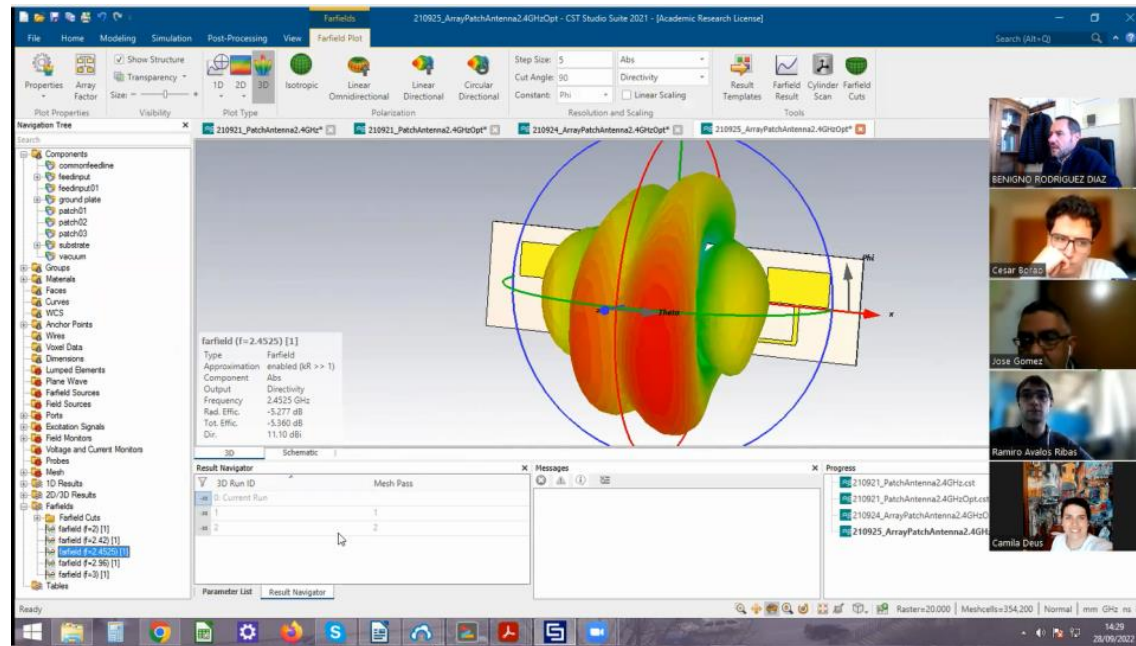 Farfields
210925_ArrayPatchAntenna2.4GHzOpt - CST Studio Suite 2021 - [Academic Research License]
File Home Modeling Simulation Post-Processing View Farfield Plot
Search (Alt+Q)
Properties
Array Factor
Show Structure
Transparency
Size:
1D 2D 3D
Isotropic
Linear Omnidirectional
Linear Directional
Circular Directional
Step Size: 5
Cut Angle: 90
Constant: Phi
Abs
Directivity
Linear Scaling
Result Templates
Farfield Result
Cylinder Scan
Farfield Cuts
Plot Properties Visibility Plot Type Polarization Resolution and Scaling Tools
Navigation Tree
Search
210921_PatchAntenna2.4GHz*
210921_PatchAntenna2.4GHzOpt*
210924_ArrayPatchAntenna2.4GHzOpt*
210925_ArrayPatchAntenna2.4GHzOpt*
Components
commonfeedline
feedinput
feedinput01
ground plate
patch01
patch02
patch03
substrate
vacuum
Groups
Materials
Faces
Curves
WCS
Anchor Points
Wires
Voxel Data
Dimensions
Lumped Elements
Plane Wave
Farfield Sources
Field Sources
Ports
Excitation Signals
Field Monitors
Voltage and Current Monitors
Probes
Mesh
1D Results
2D/3D Results
Farfields
Farfield Cuts
farfield (f=2) [1]
farfield (f=2.42) [1]
farfield (f=2.4525) [1]
farfield (f=2.96) [1]
farfield (f=3) [1]
Tables
Phi
Theta
x
farfield (f=2.4525) [1]
Type Farfield
Approximation enabled (kR >> 1)
Component Abs
Output Directivity
Frequency 2.4525 GHz
Rad. Effic. -5.277 dB
Tot. Effic. -5.360 dB
Dir. 11.10 dBi
3D Schematic
Result Navigator
3D Run ID Mesh Pass
0: Current Run
1 1
2 2
Parameter List Result Navigator
Messages
Progress
210921_PatchAntenna2.4GHz.cst
210921_PatchAntenna2.4GHzOpt.cst
210924_ArrayPatchAntenna2.4GHzO
210925_ArrayPatchAntenna2.4GH
BENIGNO RODRIGUEZ DIAZ
Cesar Borao
Jose Gomez
Ramiro Avalos Ribas
Camila Deus
Ready
Raster=20.000 Meshcells=354,200 Normal mm GHz ns
14:29
28/09/2022